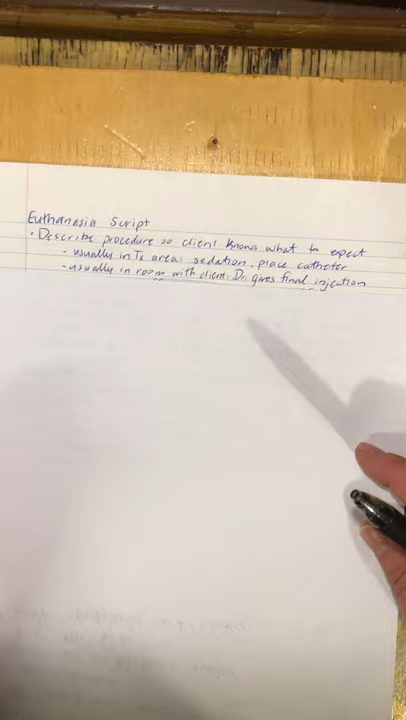 Euthanasia Script
• Describe procedure so client knows what to expect
- usually in Tx area: sedation, place catheter
- usually in room with client: Dr. gives final injection